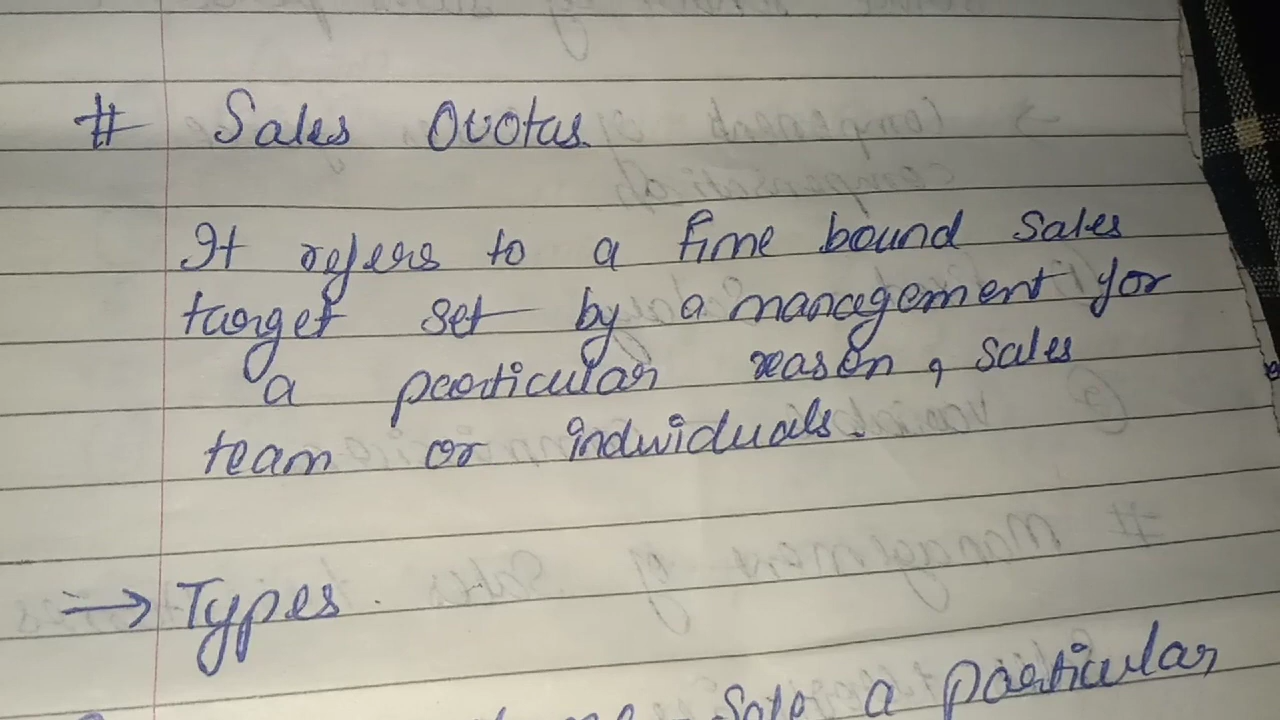 # Sales Quotas
It refers to a time bound sales
target set by a management for
a particular reason, sales
team or individuals.
→ Types.
Sale a particular